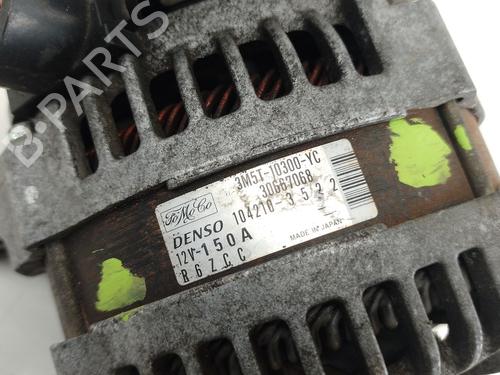 B-PARTS
3M5T-10300-YC
30667068
FoMoCo
104210-3522
DENSO
12V-150A
MADE IN JAPAN
R6ZCC